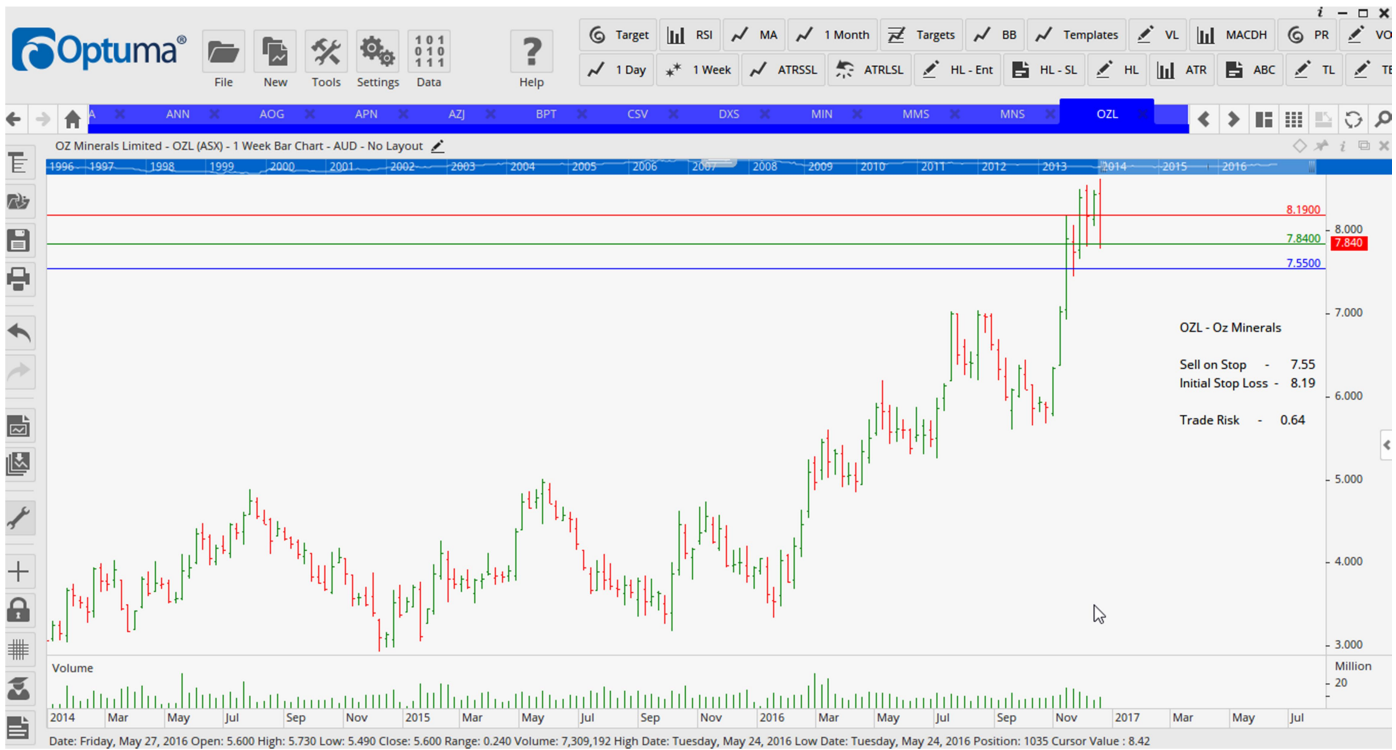 i
Optuma®
File
New
Tools
Settings
101
010
111
Data
?
Help
Target
RSI
MA
1 Month
Targets
BB
Templates
VL
MACDH
PR
VO
1 Day
1 Week
ATRSSL
ATRLSL
HL - Ent
HL - SL
HL
ATR
ABC
TL
TE
A
ANN
AOG
APN
AZJ
BPT
CSV
DXS
MIN
MMS
MNS
OZL
OZ Minerals Limited - OZL (ASX) - 1 Week Bar Chart - AUD - No Layout
i
1996 1997 1998 1999 2000 2001 2002 2003 2004 2005 2006 2007 2008 2009 2010 2011 2012 2013 2014 2015 2016
8.1900
8.000
7.8400
7.840
7.5500
7.000
OZL - Oz Minerals
Sell on Stop - 7.55
Initial Stop Loss - 8.19
6.000
Trade Risk - 0.64
5.000
4.000
3.000
Volume
Million
20
2014 Mar May Jul Sep Nov 2015 Mar May Jul Sep Nov 2016 Mar May Jul Sep Nov 2017 Mar May Jul
Date: Friday, May 27, 2016 Open: 5.600 High: 5.730 Low: 5.490 Close: 5.600 Range: 0.240 Volume: 7,309,192 High Date: Tuesday, May 24, 2016 Low Date: Tuesday, May 24, 2016 Position: 1035 Cursor Value : 8.42